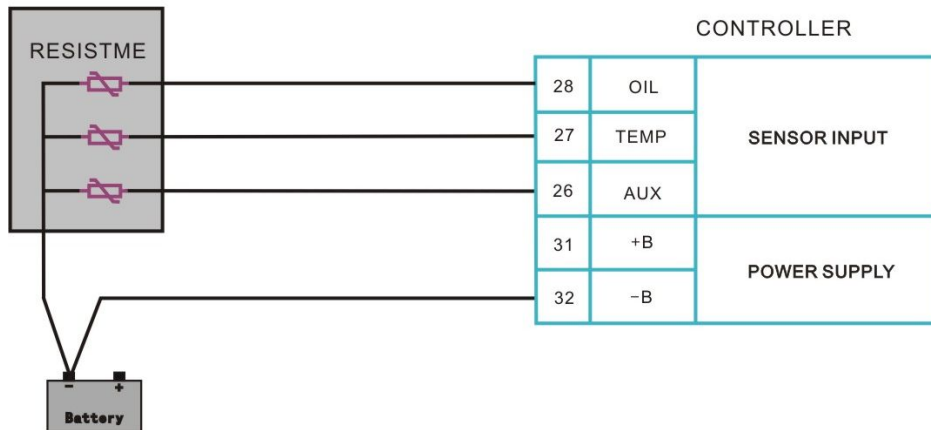 CONTROLLER
RESISTME
28 OIL
27 TEMP
26 AUX
SENSOR INPUT
31 +B
32 −B
POWER SUPPLY
- +
Battery